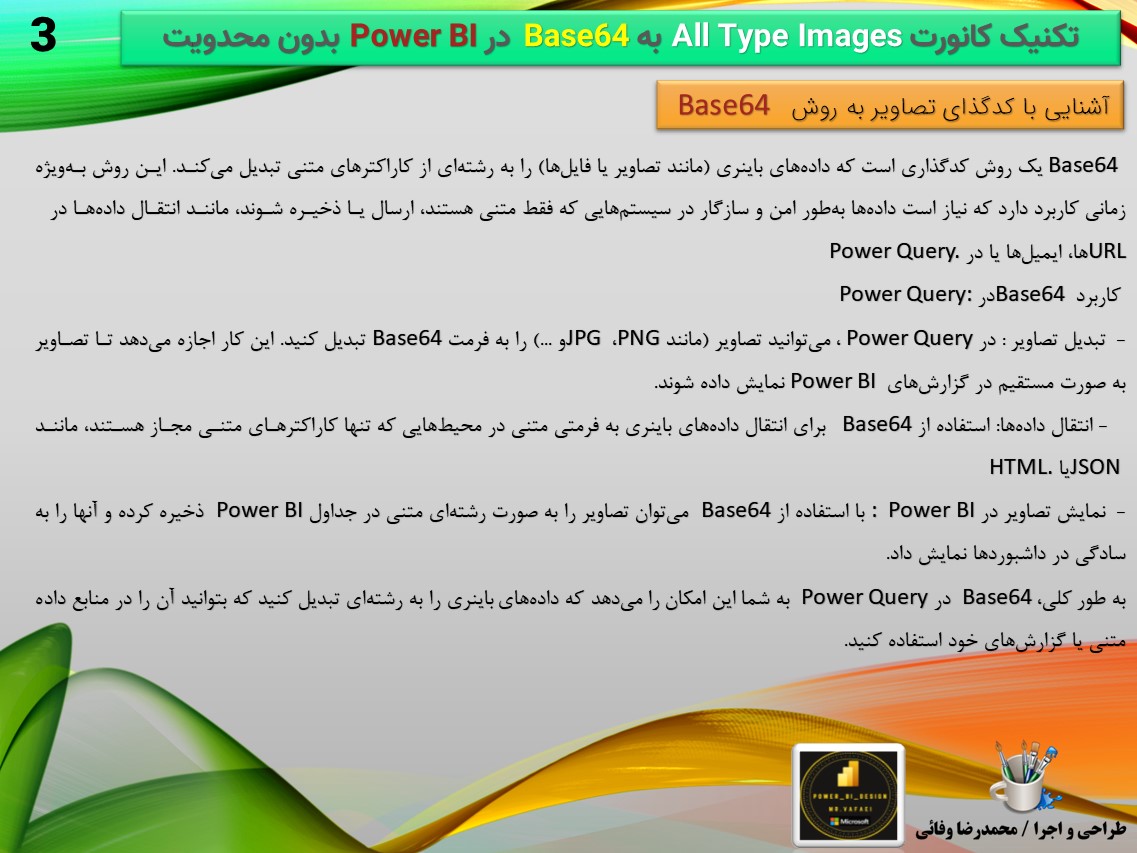 3
تکنیک کانورت All Type Images به Base64 در Power BI بدون محدویت
آشنایی با کدگذای تصاویر به روش Base64
Base64 یک روش کدگذاری است که داده‌های باینری (مانند تصاویر یا فایل‌ها) را به رشته‌ای از کاراکترهای متنی تبدیل می‌کند. این روش به‌ویژه
زمانی کاربرد دارد که نیاز است داده‌ها به‌طور امن و سازگار در سیستم‌هایی که فقط متنی هستند، ارسال یا ذخیره شوند، مانند انتقال داده‌ها در
URLها، ایمیل‌ها یا در Power Query.
کاربرد Base64در Power Query:
- تبدیل تصاویر : در Power Query ، می‌توانید تصاویر (مانند PNG، JPGو ...) را به فرمت Base64 تبدیل کنید. این کار اجازه می‌دهد تا تصاویر
به صورت مستقیم در گزارش‌های Power BI نمایش داده شوند.
- انتقال داده‌ها: استفاده از Base64 برای انتقال داده‌های باینری به فرمتی متنی در محیط‌هایی که تنها کاراکترهای متنی مجاز هستند، مانند
JSONیا HTML.
- نمایش تصاویر در Power BI : با استفاده از Base64 می‌توان تصاویر را به صورت رشته‌ای متنی در جداول Power BI ذخیره کرده و آنها را به
سادگی در داشبوردها نمایش داد.
به طور کلی، Base64 در Power Query به شما این امکان را می‌دهد که داده‌های باینری را به رشته‌ای تبدیل کنید که بتوانید آن را در منابع داده
متنی یا گزارش‌های خود استفاده کنید.
POWER_BI_DESIGN
MR.VAFAEI
Microsoft
طراحی و اجرا / محمدرضا وفائی